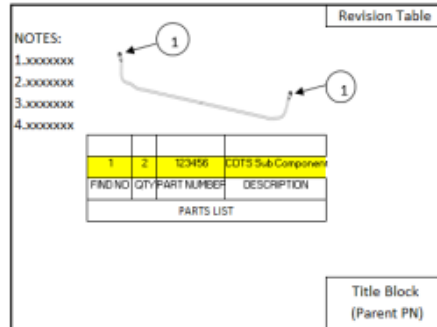 Revision Table
NOTES:
1.xxxxxxx
2.xxxxxxx
3.xxxxxxx
4.xxxxxxx
1
1
1 2 123456 COTS Sub Component
FIND NO QTY PART NUMBER DESCRIPTION
PARTS LIST
Title Block
(Parent PN)